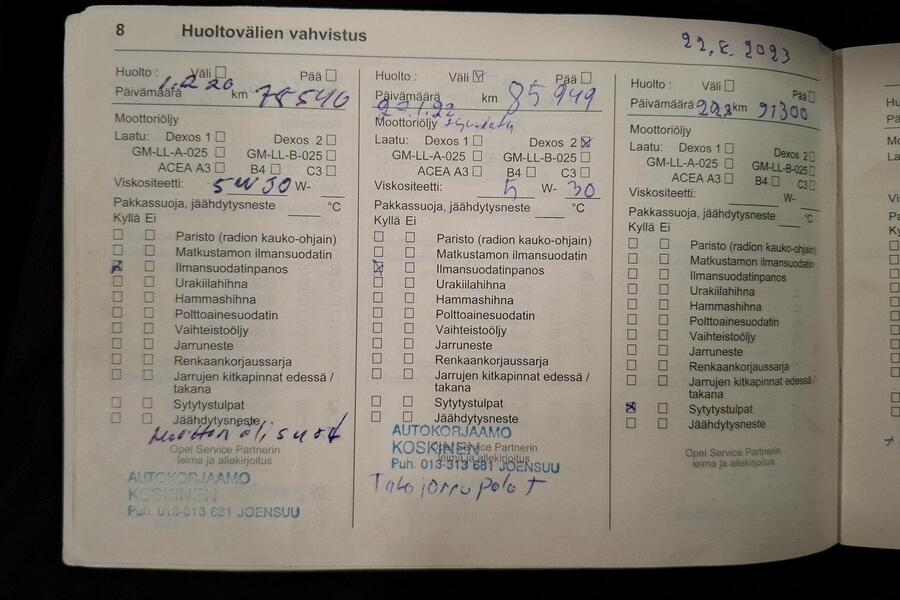 8 Huoltovälien vahvistus
22.8.2023
Huolto : Väli ☐ Pää ☐
Päivämäärä 1.2 20 km 78540
Moottoriöljy
Laatu: Dexos 1 ☐ Dexos 2 ☐
GM-LL-A-025 ☐ GM-LL-B-025 ☐
ACEA A3 ☐ B4 ☐ C3 ☐
Viskositeetti: 5W30 W-
Pakkassuoja, jäähdytysneste °C
Kyllä Ei
☐ ☐ Paristo (radion kauko-ohjain)
☐ ☐ Matkustamon ilmansuodatin
☒ ☐ Ilmansuodatinpanos
☐ ☐ Urakiilahihna
☐ ☐ Hammashihna
☐ ☐ Polttoainesuodatin
☐ ☐ Vaihteistoöljy
☐ ☐ Jarruneste
☐ ☐ Renkaankorjaussarja
☐ ☐ Jarrujen kitkapinnat edessä /
takana
☐ ☐ Sytytystulpat
☐ ☐ Jäähdytysneste
Opel Service Partnerin
leima ja allekirjoitus
AUTOKORJAAMO
KOSKINEN
Puh. 013-313 681 JOENSUU
Huolto : Väli ☑ Pää ☐
Päivämäärä 27.1.22 km 85 949
Moottoriöljy
Laatu: Dexos 1 ☐ Dexos 2 ☒
GM-LL-A-025 ☐ GM-LL-B-025 ☐
ACEA A3 ☐ B4 ☐ C3 ☐
Viskositeetti: 5 W- 30
Pakkassuoja, jäähdytysneste °C
Kyllä Ei
☐ ☐ Paristo (radion kauko-ohjain)
☐ ☐ Matkustamon ilmansuodatin
☒ ☐ Ilmansuodatinpanos
☐ ☐ Urakiilahihna
☐ ☐ Hammashihna
☐ ☐ Polttoainesuodatin
☐ ☐ Vaihteistoöljy
☐ ☐ Jarruneste
☐ ☐ Renkaankorjaussarja
☐ ☐ Jarrujen kitkapinnat edessä /
takana
☐ ☐ Sytytystulpat
☐ ☐ Jäähdytysneste
AUTOKORJAAMO
KOSKINEN
Opel Service Partnerin
leima ja allekirjoitus
Puh. 013-313 681 JOENSUU
Taka jarru palat
Huolto : Väli ☐ Pää ☐
Päivämäärä 22.8 km 91300
Moottoriöljy
Laatu: Dexos 1 ☐ Dexos 2 ☐
GM-LL-A-025 ☐ GM-LL-B-025 ☐
ACEA A3 ☐ B4 ☐ C3 ☐
Viskositeetti: W-
Pakkassuoja, jäähdytysneste °C
Kyllä Ei
☐ ☐ Paristo (radion kauko-ohjain)
☐ ☐ Matkustamon ilmansuodatin
☐ ☐ Ilmansuodatinpanos
☐ ☐ Urakiilahihna
☐ ☐ Hammashihna
☐ ☐ Polttoainesuodatin
☐ ☐ Vaihteistoöljy
☐ ☐ Jarruneste
☐ ☐ Renkaankorjaussarja
☐ ☐ Jarrujen kitkapinnat edessä /
takana
☒ ☐ Sytytystulpat
☐ ☐ Jäähdytysneste
Opel Service Partnerin
leima ja allekirjoitus